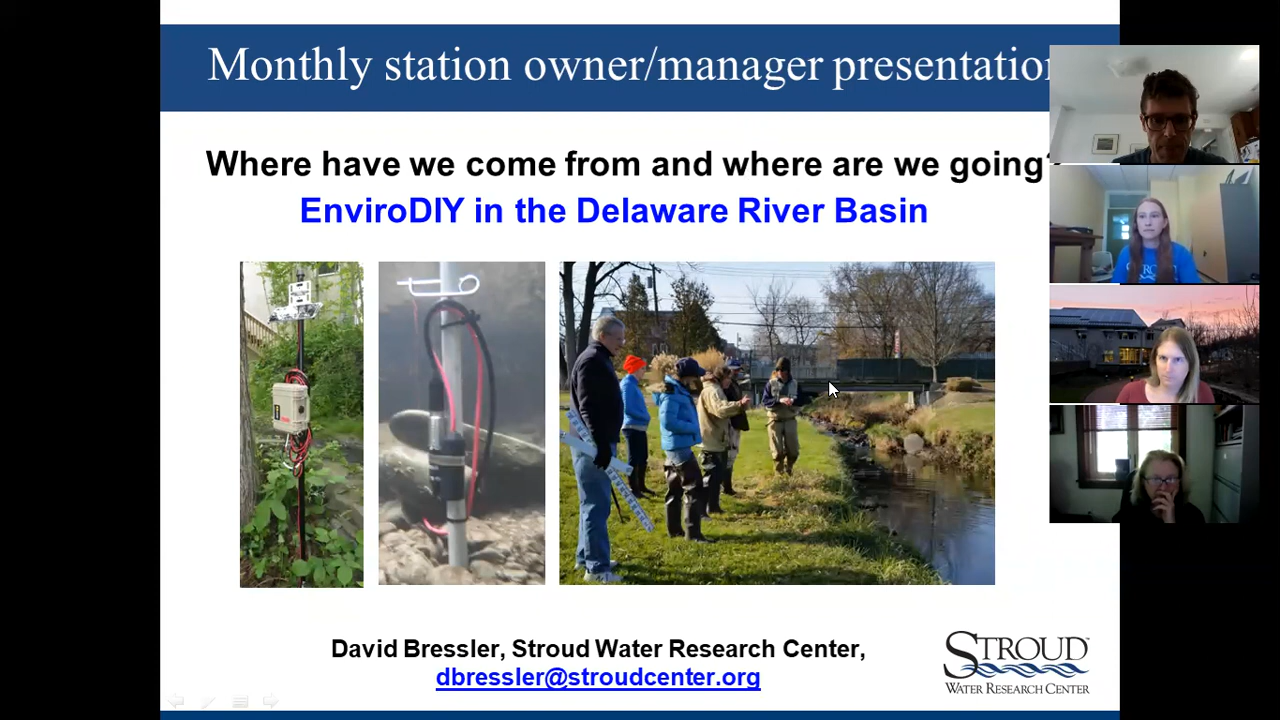 Monthly station owner/manager presentation
Where have we come from and where are we going?
EnviroDIY in the Delaware River Basin
David Bressler, Stroud Water Research Center,
dbressler@stroudcenter.org
STROUD
WATER RESEARCH CENTER